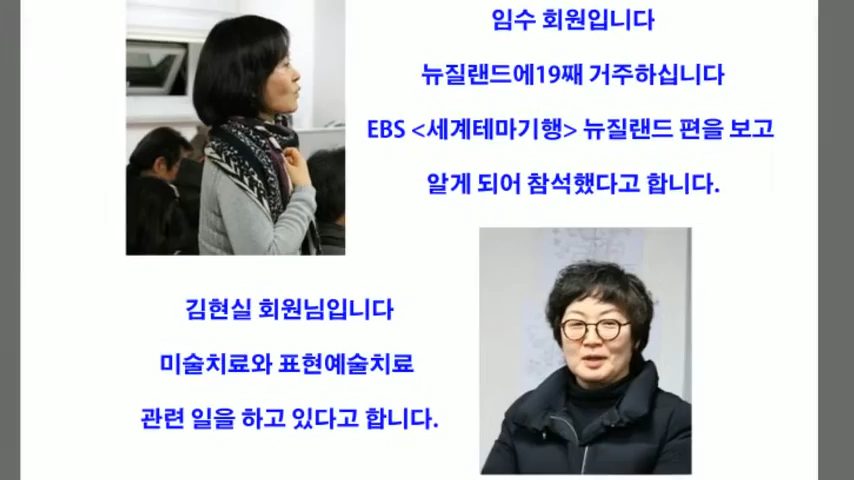 임수 회원입니다
뉴질랜드에19째 거주하십니다
EBS <세계테마기행> 뉴질랜드 편을 보고
알게 되어 참석했다고 합니다.
김현실 회원님입니다
미술치료와 표현예술치료
관련 일을 하고 있다고 합니다.